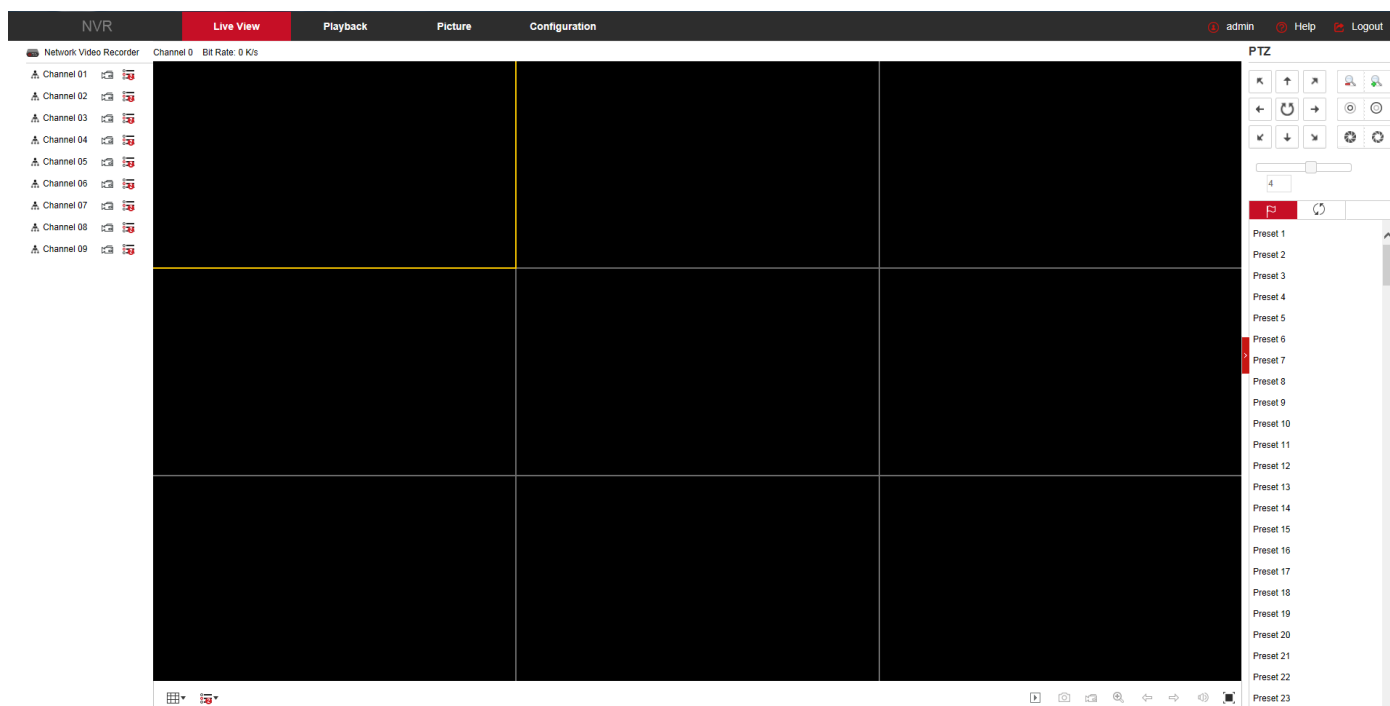 NVR Live View Playback Picture Configuration admin Help Logout
Network Video Recorder
Channel 01
Channel 02
Channel 03
Channel 04
Channel 05
Channel 06
Channel 07
Channel 08
Channel 09
Channel 0 Bit Rate: 0 K/s
PTZ
4
Preset 1
Preset 2
Preset 3
Preset 4
Preset 5
Preset 6
Preset 7
Preset 8
Preset 9
Preset 10
Preset 11
Preset 12
Preset 13
Preset 14
Preset 15
Preset 16
Preset 17
Preset 18
Preset 19
Preset 20
Preset 21
Preset 22
Preset 23